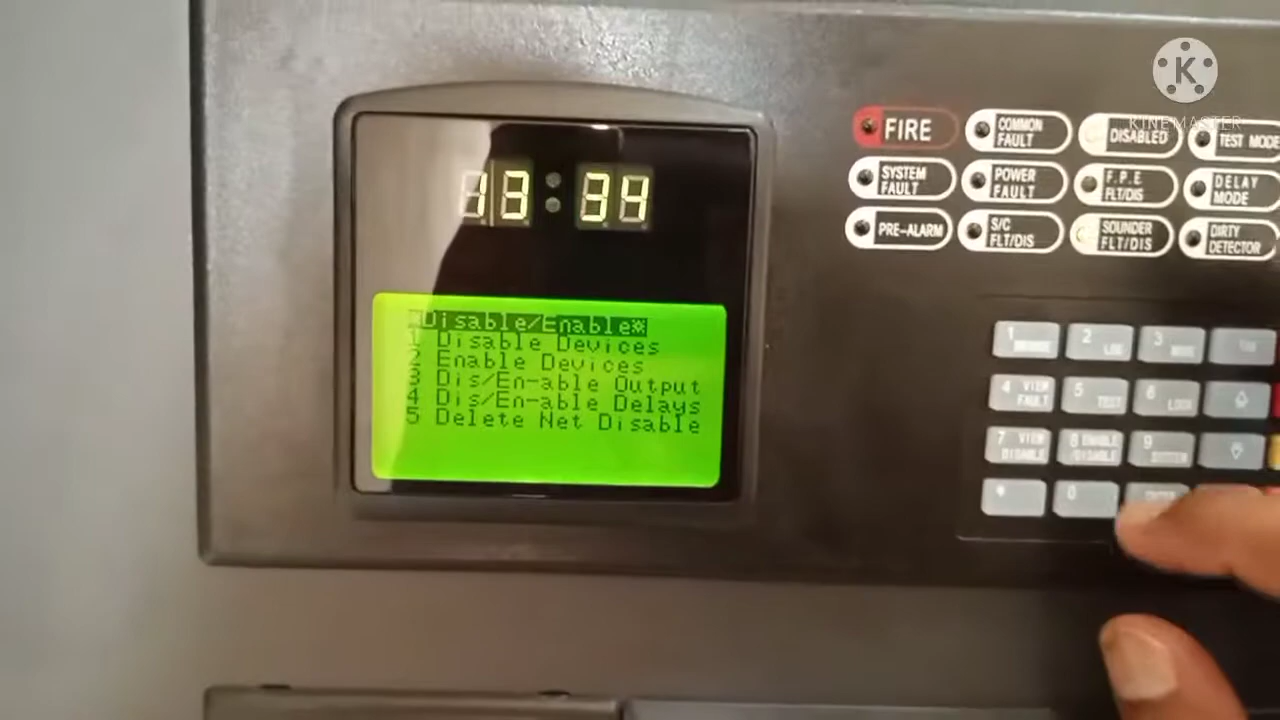 K
KINEMASTER
13:34
*Disable/Enable*
1 Disable Devices
2 Enable Devices
3 Dis/En-able Output
4 Dis/En-able Delays
5 Delete Net Disable
FIRE
COMMON
FAULT
DISABLED
TEST MODE
SYSTEM
FAULT
POWER
FAULT
F.P.E
FLT/DIS
DELAY
MODE
PRE-ALARM
S/C
FLT/DIS
SOUNDER
FLT/DIS
DIRTY
DETECTOR
1
2
LOG
3
4 VIEW
FAULT
5
TEST
6
LOOP
7 VIEW
DISABLE
8 ENABLE
/DISABLE
9
SYSTEM
*
0
ENTER